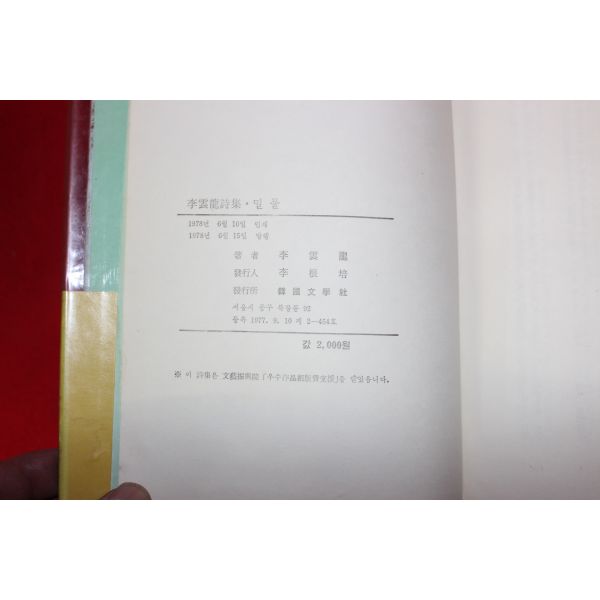 李雲龍詩集·밀 물
1978년 6월 10일 인쇄
1978년 6월 15일 발행
著 者 李 雲 龍
發行人 李 根 培
發行所 韓國文學社
서울시 중구 묵정동 92
등록 1977. 9. 10 제 2—454호
값 2,000원
※ 이 詩集은 文藝振興院「우수作品出版費支援」을 받았읍니다.